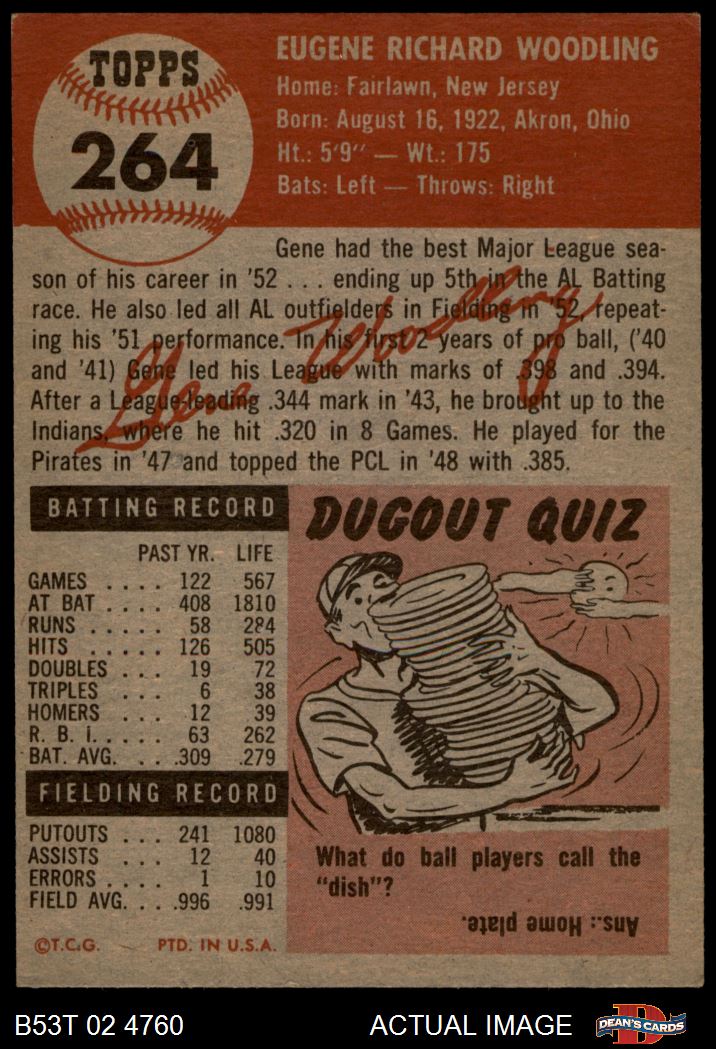 TOPPS
264
EUGENE RICHARD WOODLING
Home: Fairlawn, New Jersey
Born: August 16, 1922, Akron, Ohio
Ht.: 5'9" — Wt.: 175
Bats: Left — Throws: Right
Gene had the best Major League sea-
son of his career in '52 . . . ending up 5th in the AL Batting
race. He also led all AL outfielders in Fielding in '52, repeat-
ing his '51 performance. In his first 2 years of pro ball, ('40
and '41) Gene led his League with marks of .398 and .394.
After a League-leading .344 mark in '43, he brought up to the
Indians, where he hit .320 in 8 Games. He played for the
Pirates in '47 and topped the PCL in '48 with .385.
Gene Woodling
BATTING RECORD
PAST YR. LIFE
GAMES . . . . 122 567
AT BAT . . . . 408 1810
RUNS . . . . . 58 284
HITS . . . . . 126 505
DOUBLES . . . 19 72
TRIPLES . . . 6 38
HOMERS . . . 12 39
R. B. I. . . . . 63 262
BAT. AVG. . . . .309 .279
FIELDING RECORD
PUTOUTS . . . 241 1080
ASSISTS . . . 12 40
ERRORS . . . . 1 10
FIELD AVG. . . .996 .991
©T.C.G. PTD. IN U.S.A.
DUGOUT QUIZ
What do ball players call the
"dish"?
Ans.: Home plate.
B53T 02 4760
ACTUAL IMAGE
D
DEAN'S CARDS